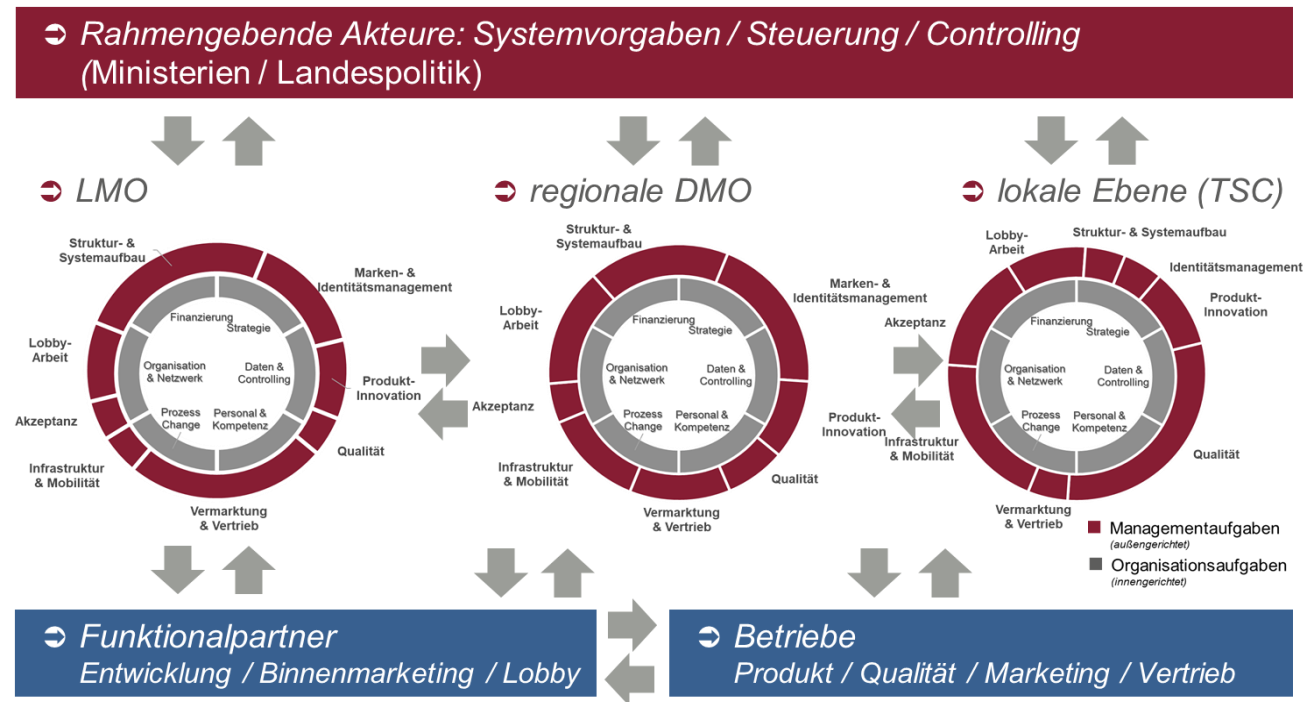 Rahmengebende Akteure: Systemvorgaben / Steuerung / Controlling
(Ministerien / Landespolitik)
LMO
Struktur- &
Systemaufbau
Marken- &
Identitätsmanagement
Lobby-
Arbeit
Finanzierung
Strategie
Organisation
& Netzwerk
Daten &
Controlling
Prozess
Change
Personal &
Kompetenz
Produkt-
Innovation
Akzeptanz
Qualität
Infrastruktur
& Mobilität
Vermarktung
& Vertrieb
regionale DMO
Struktur- &
Systemaufbau
Marken- &
Identitätsmanagement
Lobby-
Arbeit
Finanzierung
Strategie
Organisation
& Netzwerk
Daten &
Controlling
Prozess
Change
Personal &
Kompetenz
Akzeptanz
Produkt-
Innovation
Infrastruktur
& Mobilität
Qualität
Vermarktung
& Vertrieb
lokale Ebene (TSC)
Lobby-
Arbeit
Struktur- & Systemaufbau
Identitätsmanagement
Produkt-
Innovation
Akzeptanz
Finanzierung
Strategie
Organisation
& Netzwerk
Daten &
Controlling
Prozess
Change
Personal &
Kompetenz
Infrastruktur
& Mobilität
Qualität
Vermarktung
& Vertrieb
Managementaufgaben
(außengerichtet)
Organisationsaufgaben
(innengerichtet)
Funktionalpartner
Entwicklung / Binnenmarketing / Lobby
Betriebe
Produkt / Qualität / Marketing / Vertrieb